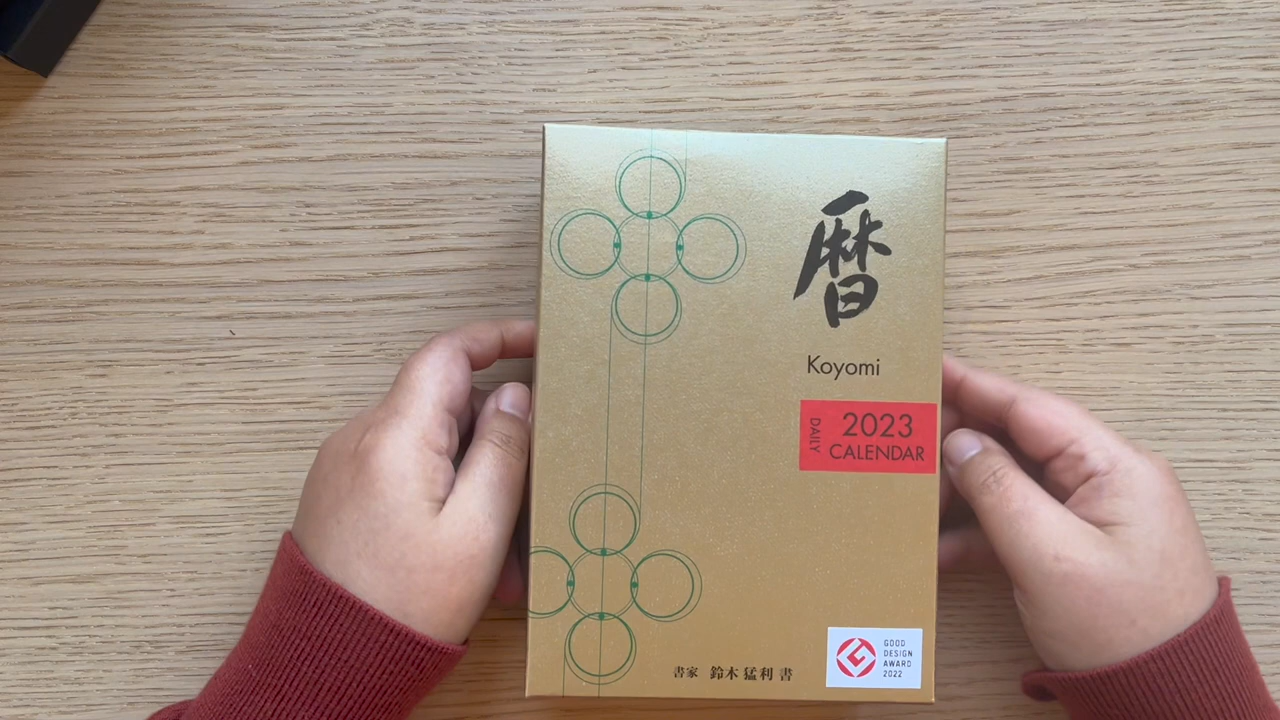 暦
Koyomi
DAILY
2023
CALENDAR
書家 鈴木猛利 書
GOOD
DESIGN
AWARD
2022